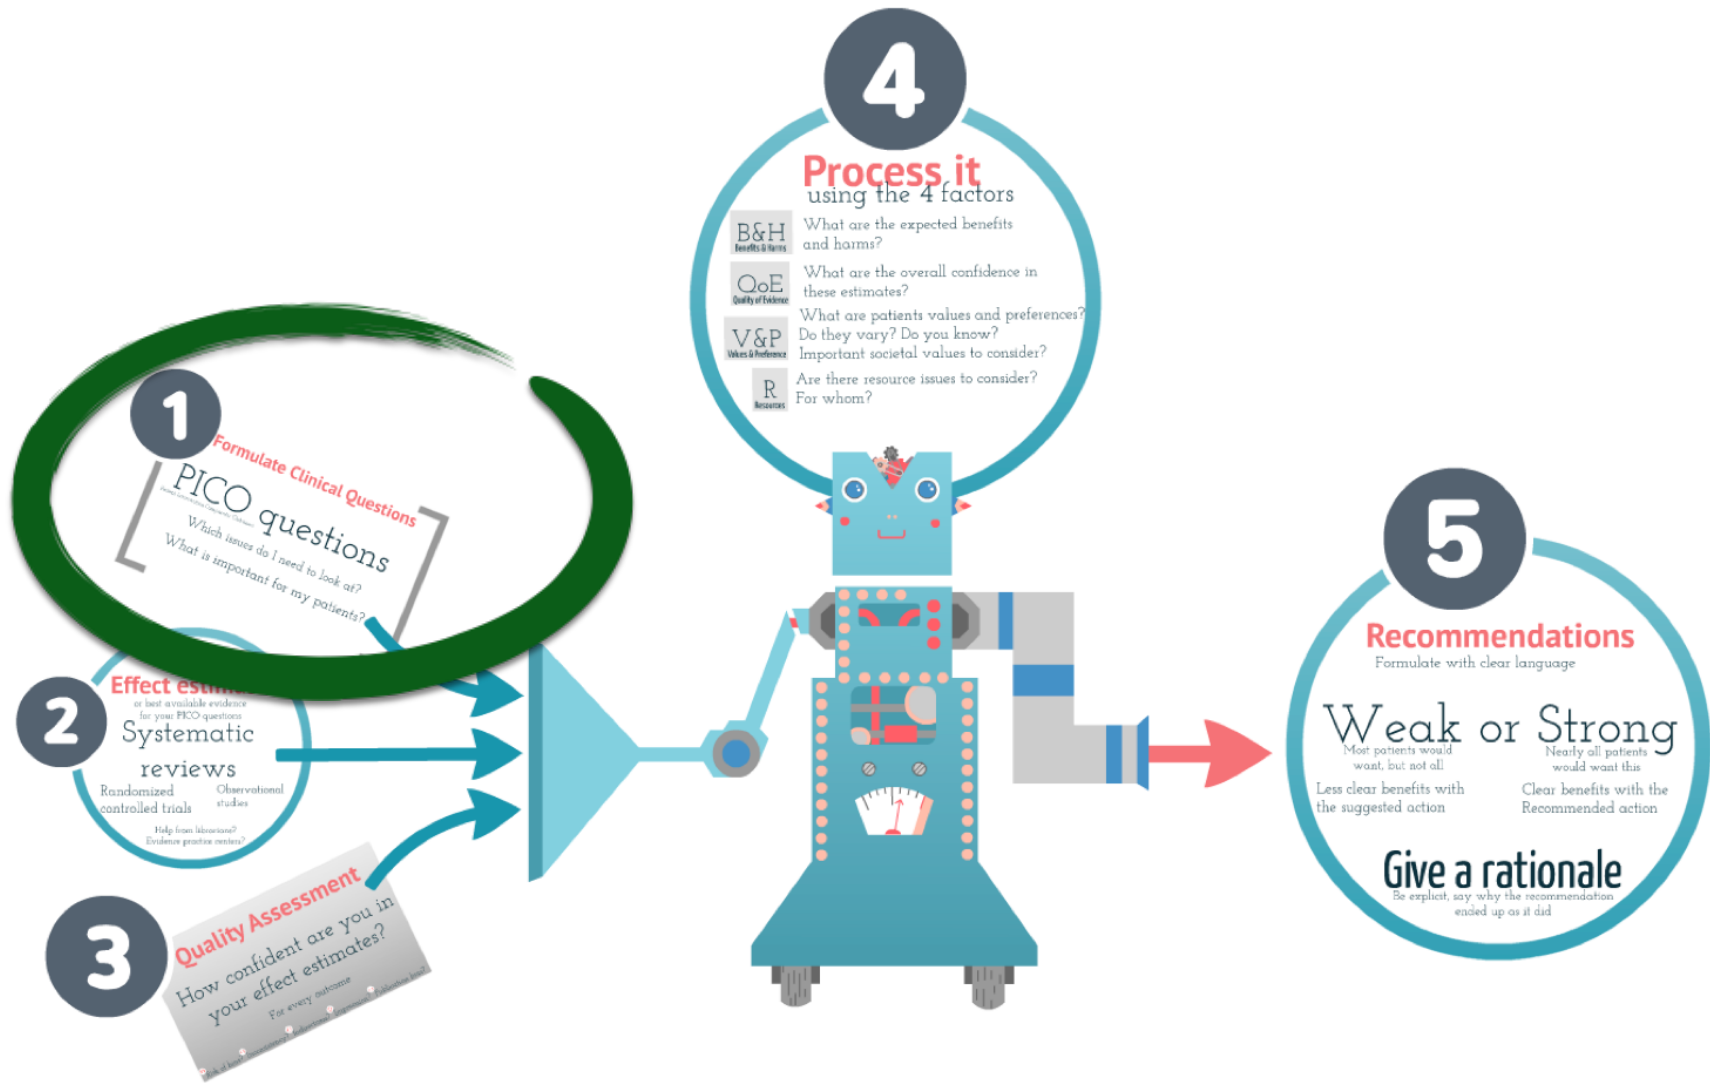 1
Formulate Clinical Questions
PICO questions
Which issues do I need to look at?
What is important for my patients?
2
Effect
or best available evidence
for your PICO questions
Systematic
reviews
Randomized
controlled trials
Observational
studies
Help from librarians?
Evidence practice centers?
3
Quality Assessment
How confident are you in
your effect estimates?
For every outcome
Risk of bias? Inconsistency? Indirectness? Imprecision? Publication bias?
4
Process it
using the 4 factors
B&H
Benefits & Harms
What are the expected benefits
and harms?
QoE
Quality of Evidence
What are the overall confidence in
these estimates?
V&P
Values & Preference
What are patients values and preferences?
Do they vary? Do you know?
Important societal values to consider?
R
Resources
Are there resource issues to consider?
For whom?
5
Recommendations
Formulate with clear language
Weak or Strong
Most patients would
want, but not all
Nearly all patients
would want this
Less clear benefits with
the suggested action
Clear benefits with the
Recommended action
Give a rationale
Be explicit, say why the recommendation
ended up as it did